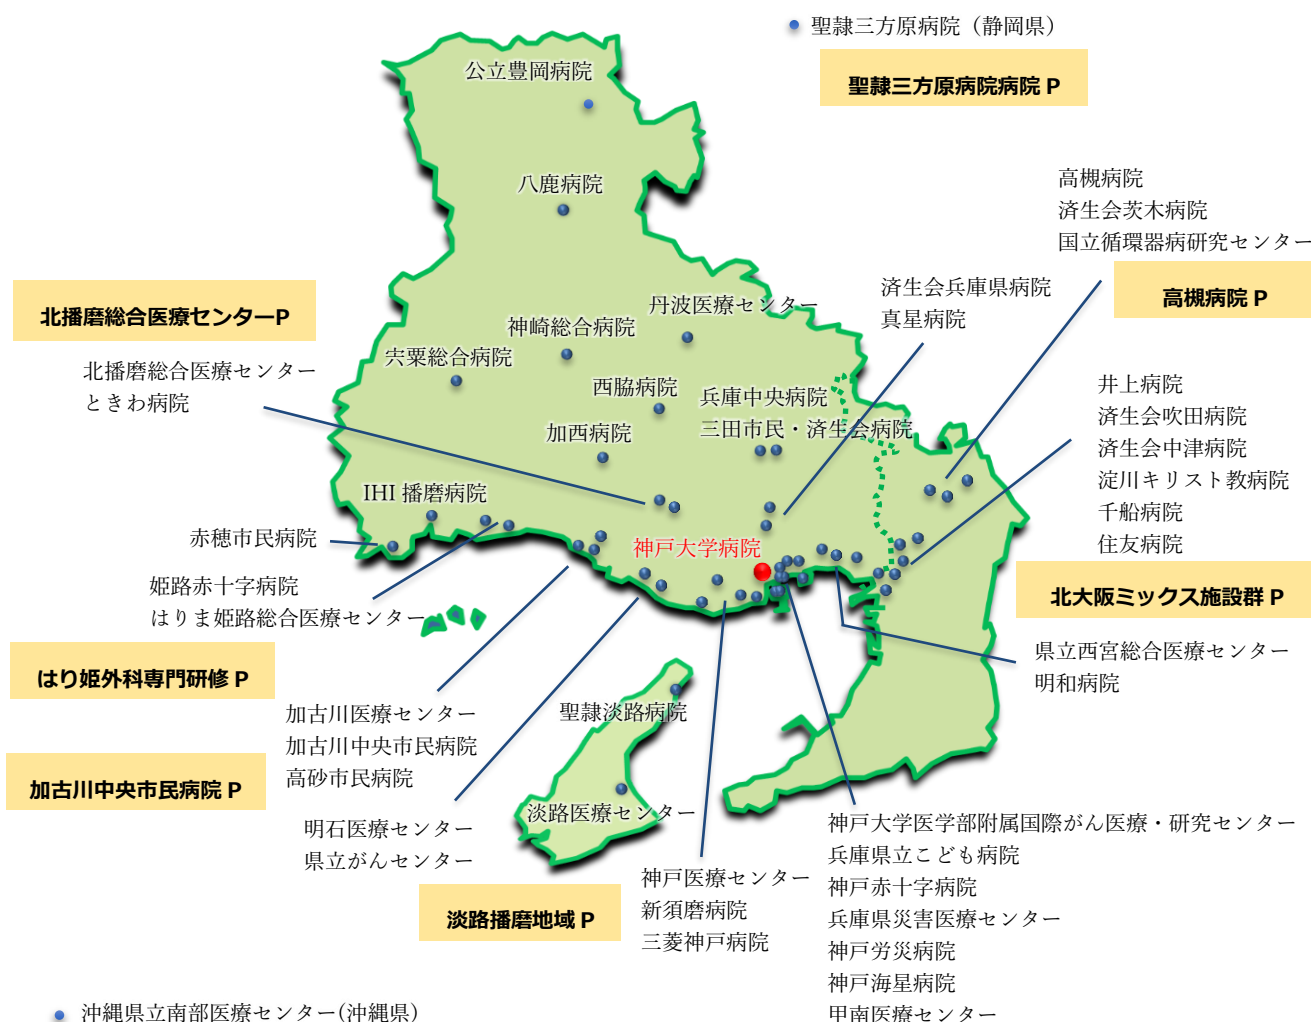 聖隷三方原病院（静岡県）
聖隷三方原病院病院 P
公立豊岡病院
八鹿病院
高槻病院
済生会茨木病院
国立循環器病研究センター
高槻病院 P
済生会兵庫県病院
真星病院
丹波医療センター
神崎総合病院
宍粟総合病院
北播磨総合医療センターP
北播磨総合医療センター
ときわ病院
西脇病院
兵庫中央病院
三田市民・済生会病院
加西病院
井上病院
済生会吹田病院
済生会中津病院
淀川キリスト教病院
千船病院
住友病院
北大阪ミックス施設群 P
IHI 播磨病院
赤穂市民病院
神戸大学病院
姫路赤十字病院
はりま姫路総合医療センター
はり姫外科専門研修 P
県立西宮総合医療センター
明和病院
加古川医療センター
加古川中央市民病院
高砂市民病院
加古川中央市民病院 P
聖隷淡路病院
淡路医療センター
明石医療センター
県立がんセンター
淡路播磨地域 P
神戸医療センター
新須磨病院
三菱神戸病院
神戸大学医学部附属国際がん医療・研究センター
兵庫県立こども病院
神戸赤十字病院
兵庫県災害医療センター
神戸労災病院
神戸海星病院
甲南医療センター
沖縄県立南部医療センター(沖縄県)